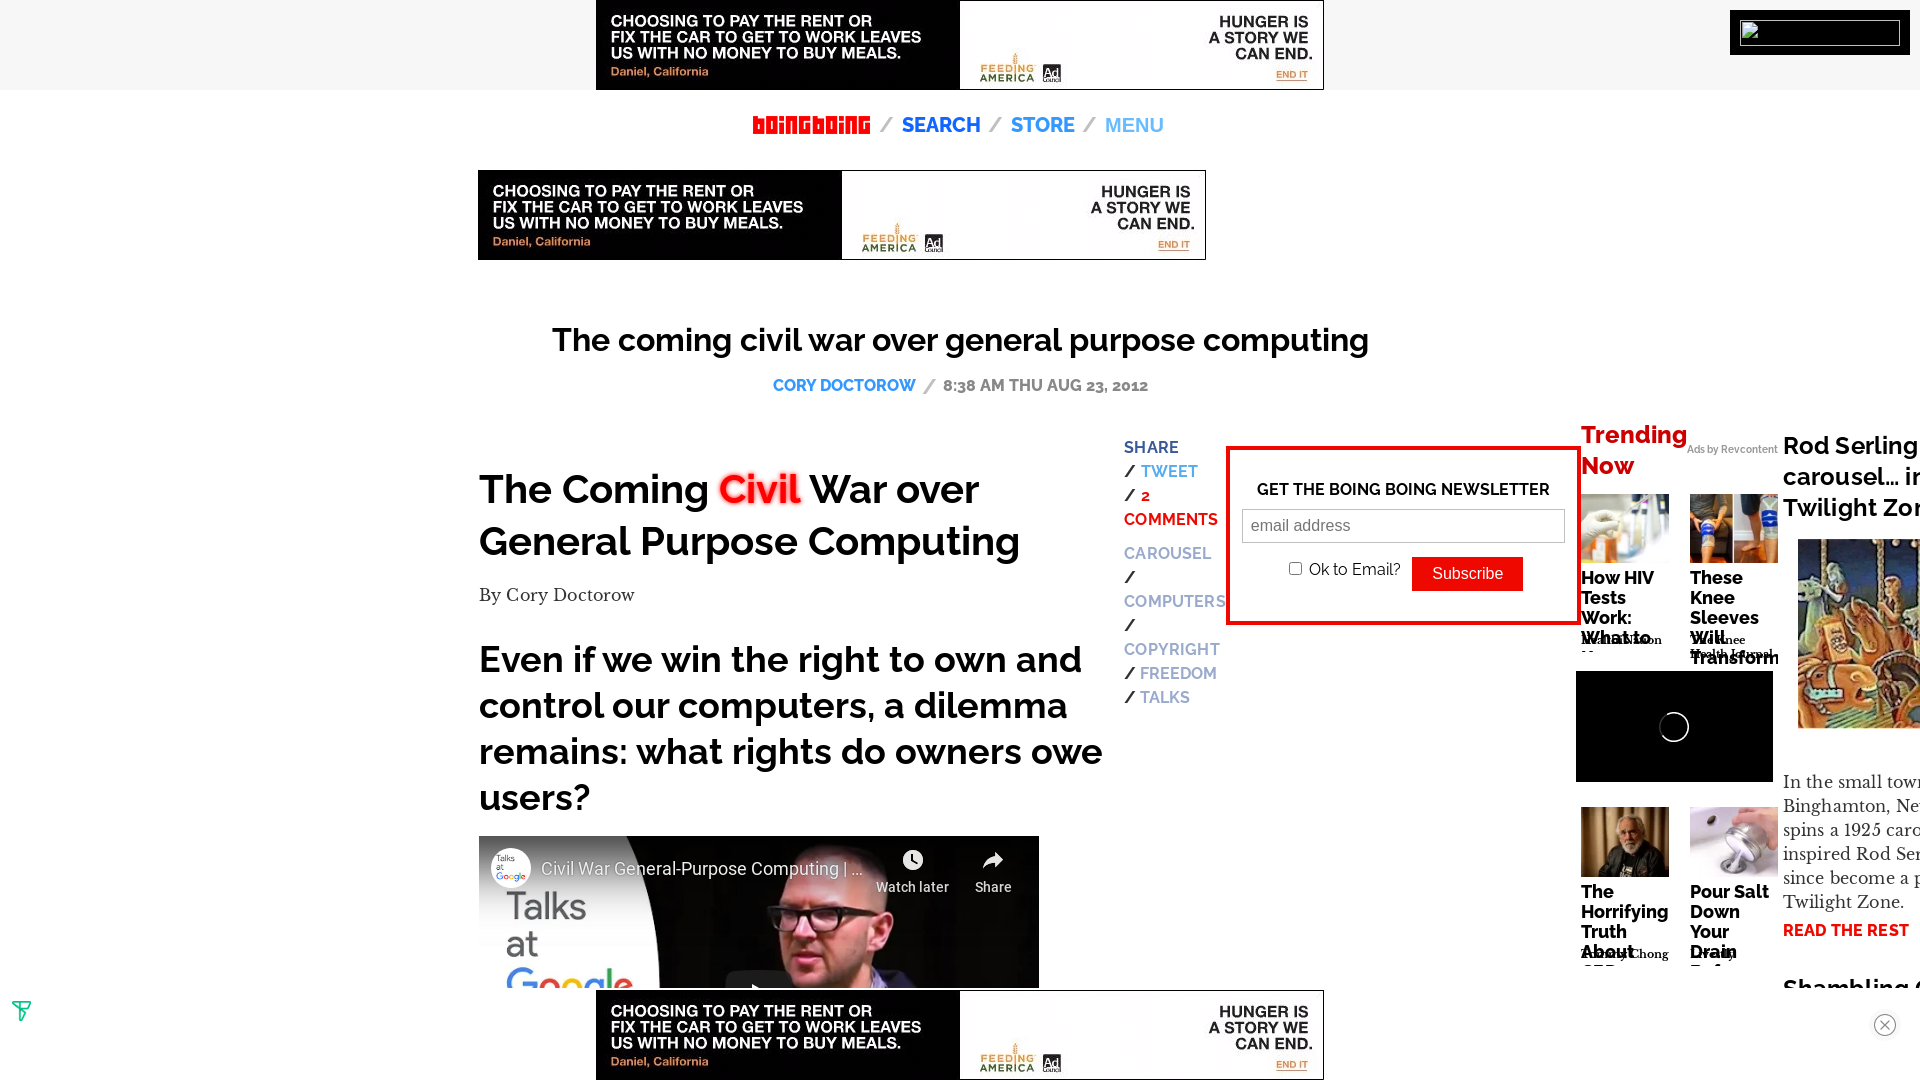 CHOOSING TO PAY THE RENT OR
FIX THE CAR TO GET TO WORK LEAVES
US WITH NO MONEY TO BUY MEALS.
Daniel, California
FEEDING
AMERICA
Ad
Council
HUNGER IS
A STORY WE
CAN END.
END IT
boingboing / SEARCH / STORE / MENU
CHOOSING TO PAY THE RENT OR
FIX THE CAR TO GET TO WORK LEAVES
US WITH NO MONEY TO BUY MEALS.
Daniel, California
FEEDING
AMERICA
Ad
Council
HUNGER IS
A STORY WE
CAN END.
END IT
The coming civil war over general purpose computing
CORY DOCTOROW / 8:38 AM THU AUG 23, 2012
The Coming Civil War over
General Purpose Computing
By Cory Doctorow
Even if we win the right to own and
control our computers, a dilemma
remains: what rights do owners owe
users?
Talks
at
Google
Civil War General-Purpose Computing | ...
Watch later
Share
Talks
at
Google
SHARE
/ TWEET
/ 2
COMMENTS
CAROUSEL
/
COMPUTERS
/
COPYRIGHT
/ FREEDOM
/ TALKS
GET THE BOING BOING NEWSLETTER
email address
Ok to Email?
Subscribe
Trending
Now
Ads by Revcontent
How HIV
Tests
Work:
What to
These
Knee
Sleeves
Will
Transform
The Knee
Health Journal
The
Horrifying
Truth
About
Tommy Chong
Pour Salt
Down
Your
Drain
Rod Serling
carousel... in
Twilight Zon
In the small town
Binghamton, Ne
spins a 1925 caro
inspired Rod Ser
since become a p
Twilight Zone.
READ THE REST
Shambling
CHOOSING TO PAY THE RENT OR
FIX THE CAR TO GET TO WORK LEAVES
US WITH NO MONEY TO BUY MEALS.
Daniel, California
FEEDING
AMERICA
Ad
Council
HUNGER IS
A STORY WE
CAN END.
END IT